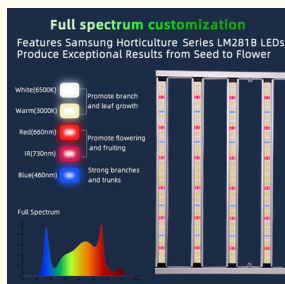 Full spectrum customization
Features Samsung Horticulture Series LM281B LEDs
Produce Exceptional Results from Seed to Flower
White(6500K)
Promote branch
and leaf growth
Warm(3000K)
Red(660nm)
Promote flowering
and fruiting
IR(730nm)
Blue(460nm)
Strong branches
and trunks
Full Spectrum